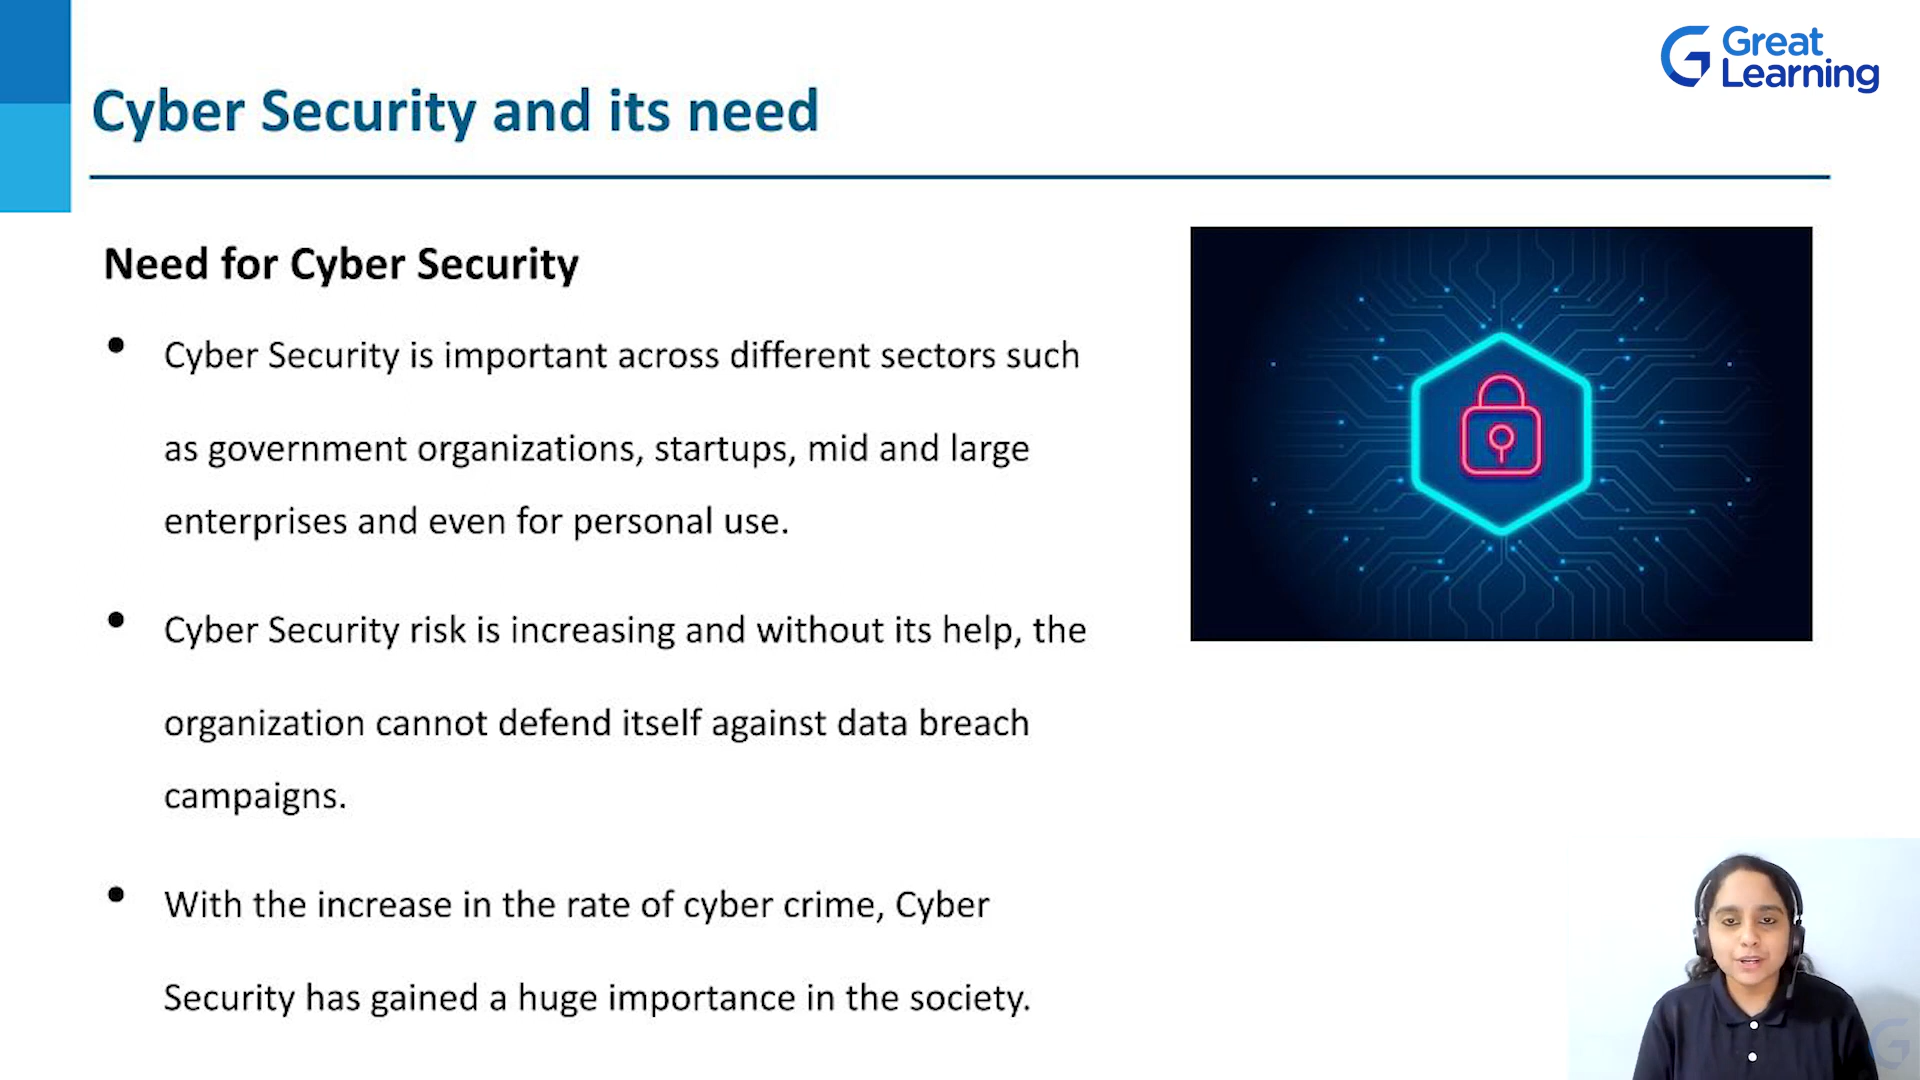 Great
Learning
Cyber Security and its need
Need for Cyber Security
• Cyber Security is important across different sectors such
as government organizations, startups, mid and large
enterprises and even for personal use.
• Cyber Security risk is increasing and without its help, the
organization cannot defend itself against data breach
campaigns.
• With the increase in the rate of cyber crime, Cyber
Security has gained a huge importance in the society.